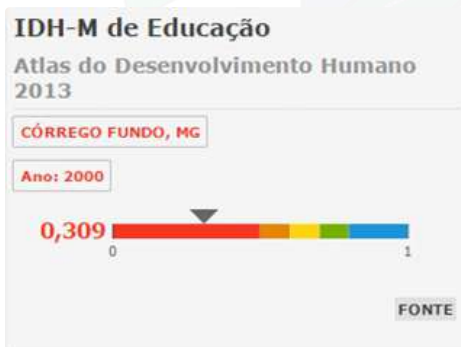 IDH-M de Educação
Atlas do Desenvolvimento Humano
2013
CÓRREGO FUNDO, MG
Ano: 2000
0,309
0 1
FONTE